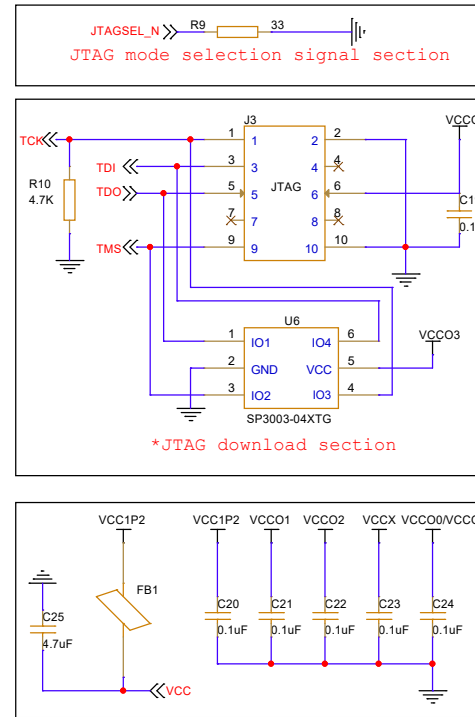 JTAGSEL_N R9 33
JTAG mode selection signal section
J3
VCCO
TCK 1 1 2 2
TDI 3 3 4 4
TDO 5 5 JTAG 6 6
R10
4.7K
7 7 8 8
C1
0.1
TMS 9 9 10 10
U6
1 IO1 IO4 6
VCCO3
2 GND VCC 5
3 IO2 IO3 4
SP3003-04XTG
*JTAG download section
VCC1P2 VCC1P2 VCCO1 VCCO2 VCCX VCCO0/VCCO
FB1
C25
4.7uF
C20 C21 C22 C23 C24
0.1uF 0.1uF 0.1uF 0.1uF 0.1uF
VCC